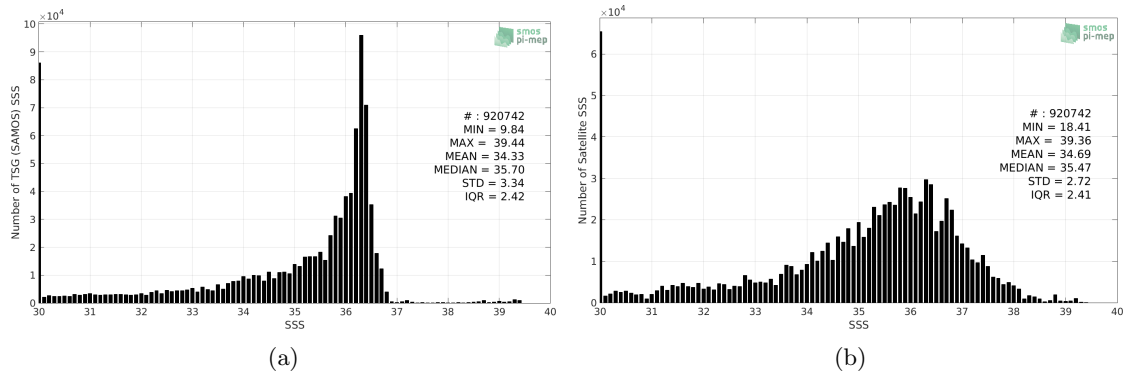 ×10⁴
10
9
8
7
6
5
4
3
2
1
0
30 31 32 33 34 35 36 37 38 39 40
SSS
Number of TSG (SAMOS) SSS
smos
pi-mep
# : 920742
MIN = 9.84
MAX = 39.44
MEAN = 34.33
MEDIAN = 35.70
STD = 3.34
IQR = 2.42
(a)
×10⁴
6
5
4
3
2
1
0
30 31 32 33 34 35 36 37 38 39 40
SSS
Number of Satellite SSS
smos
pi-mep
# : 920742
MIN = 18.41
MAX = 39.36
MEAN = 34.69
MEDIAN = 35.47
STD = 2.72
IQR = 2.41
(b)